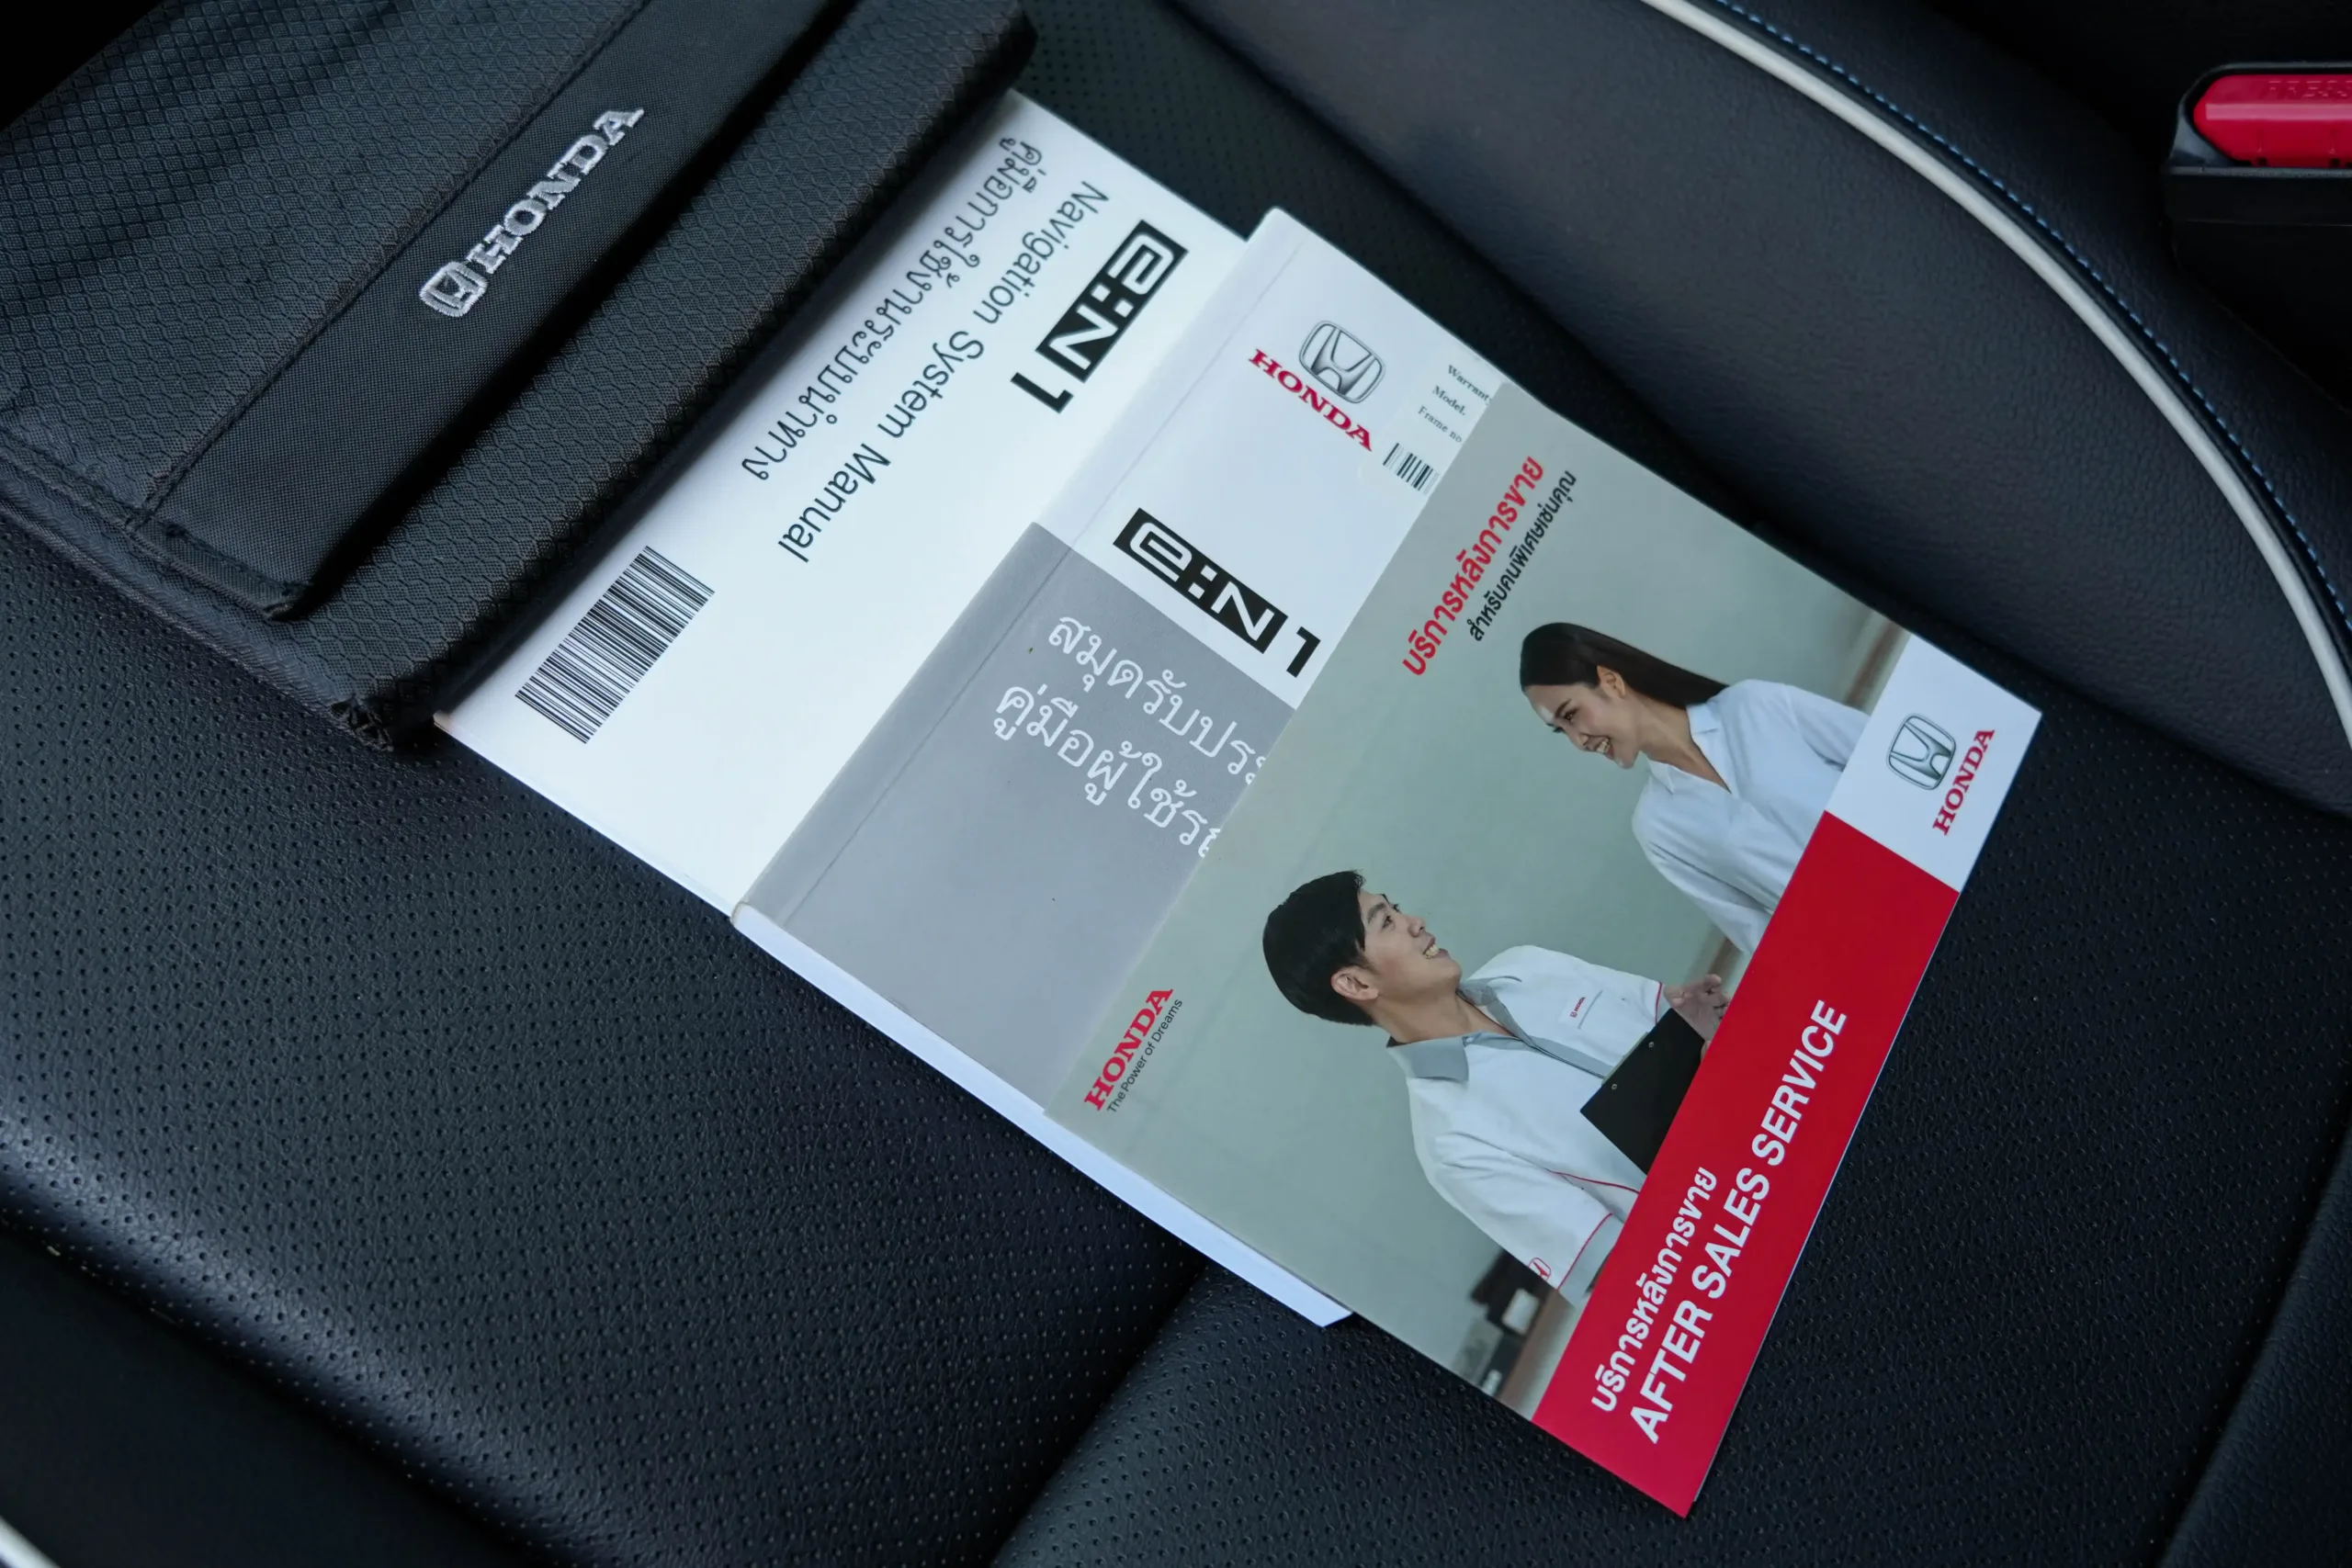 HONDA
e:N1
Navigation System Manual
คู่มือการใช้งานระบบนำทาง
HONDA
Warranty
Model.
Frame no
e:N1
สมุดรับประ
คู่มือผู้ใช้รถ
บริการหลังการขาย
สำหรับคนพิเศษเช่นคุณ
HONDA
The Power of Dreams
HONDA
บริการหลังการขาย
AFTER SALES SERVICE
PRESS